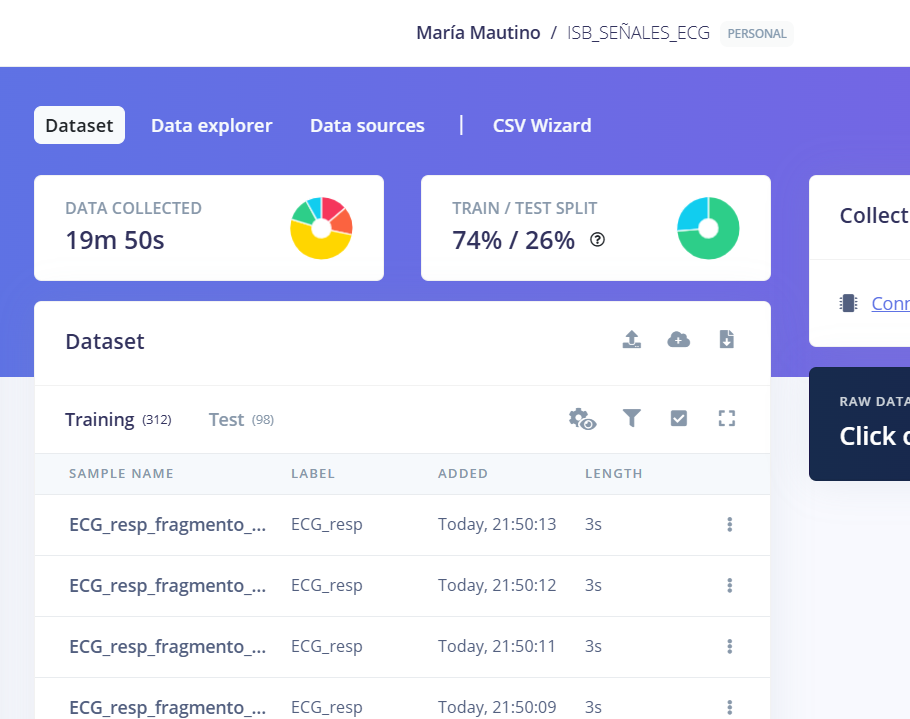 María Mautino / ISB_SEÑALES_ECG PERSONAL
Dataset Data explorer Data sources | CSV Wizard
DATA COLLECTED
19m 50s
TRAIN / TEST SPLIT
74% / 26%
Collect
Conn
RAW DATA
Click
Dataset
Training (312) Test (98)
SAMPLE NAME LABEL ADDED LENGTH
ECG_resp_fragmento_... ECG_resp Today, 21:50:13 3s
ECG_resp_fragmento_... ECG_resp Today, 21:50:12 3s
ECG_resp_fragmento_... ECG_resp Today, 21:50:11 3s
ECG_resp_fragmento_... ECG_resp Today, 21:50:09 3s